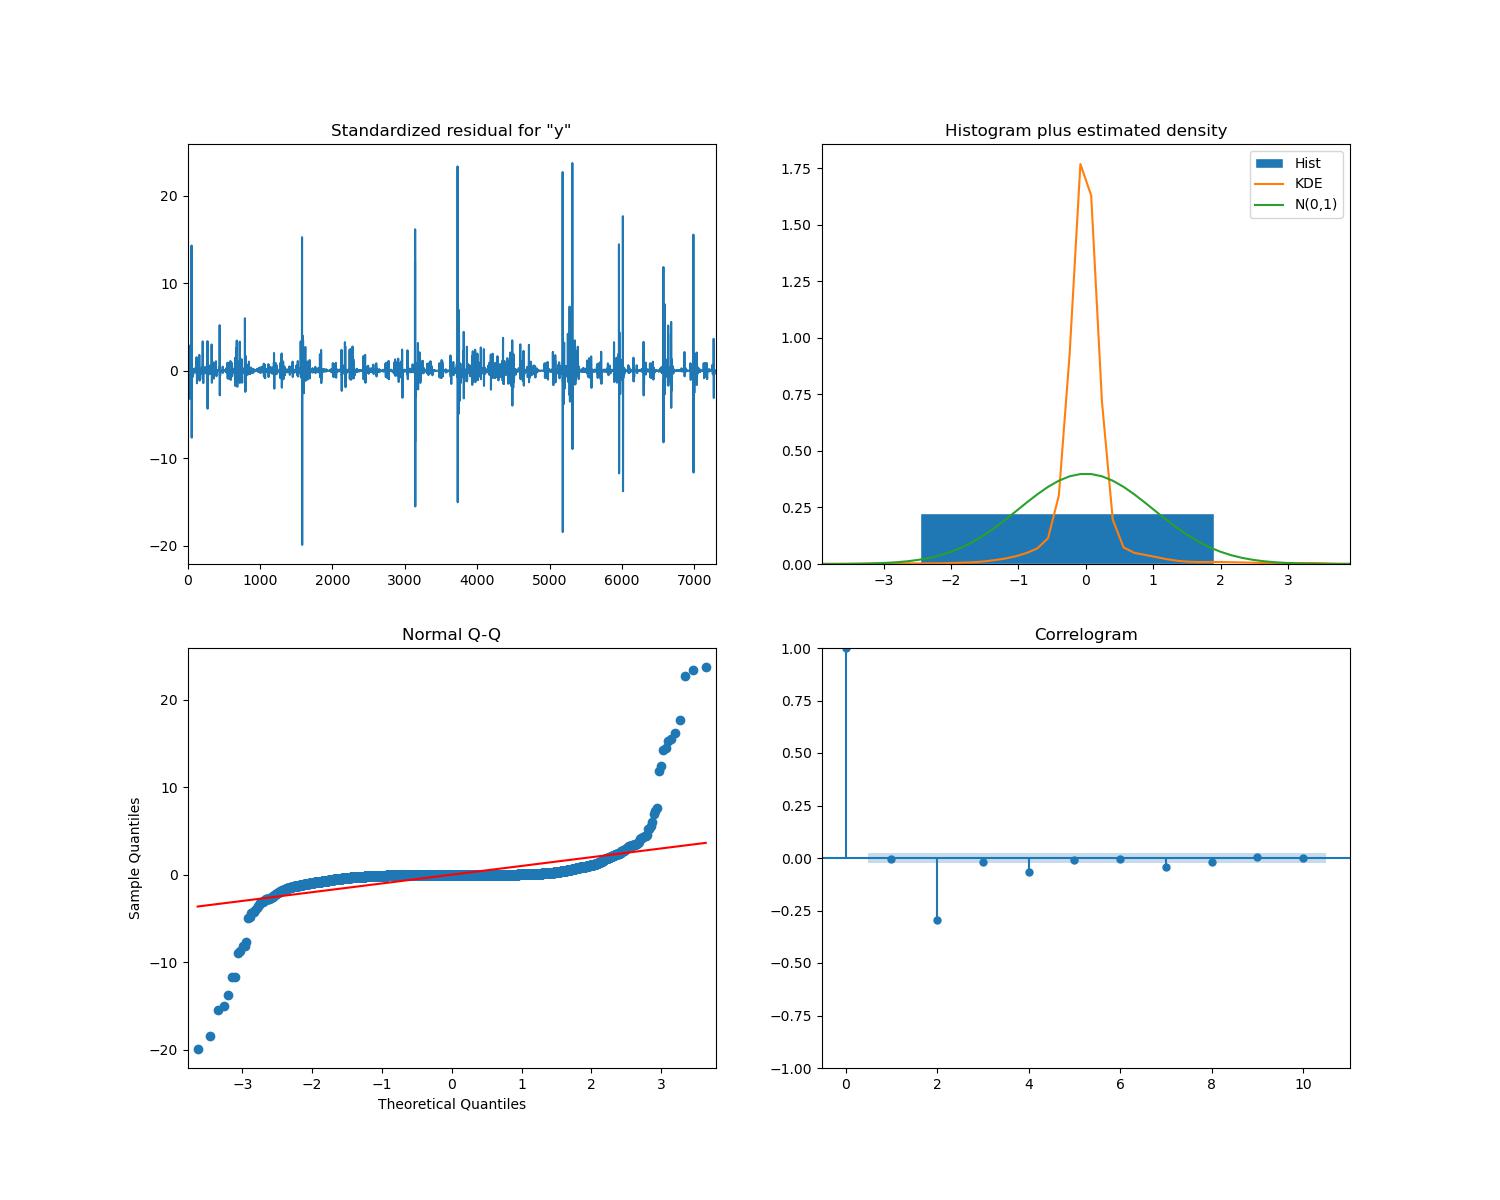 Standardized residual for "y"
20
10
0
−10
−20
0 1000 2000 3000 4000 5000 6000 7000
Histogram plus estimated density
Hist
KDE
N(0,1)
1.75
1.50
1.25
1.00
0.75
0.50
0.25
0.00
−3 −2 −1 0 1 2 3
Normal Q-Q
Sample Quantiles
20
10
0
−10
−20
−3 −2 −1 0 1 2 3
Theoretical Quantiles
Correlogram
1.00
0.75
0.50
0.25
0.00
−0.25
−0.50
−0.75
−1.00
0 2 4 6 8 10